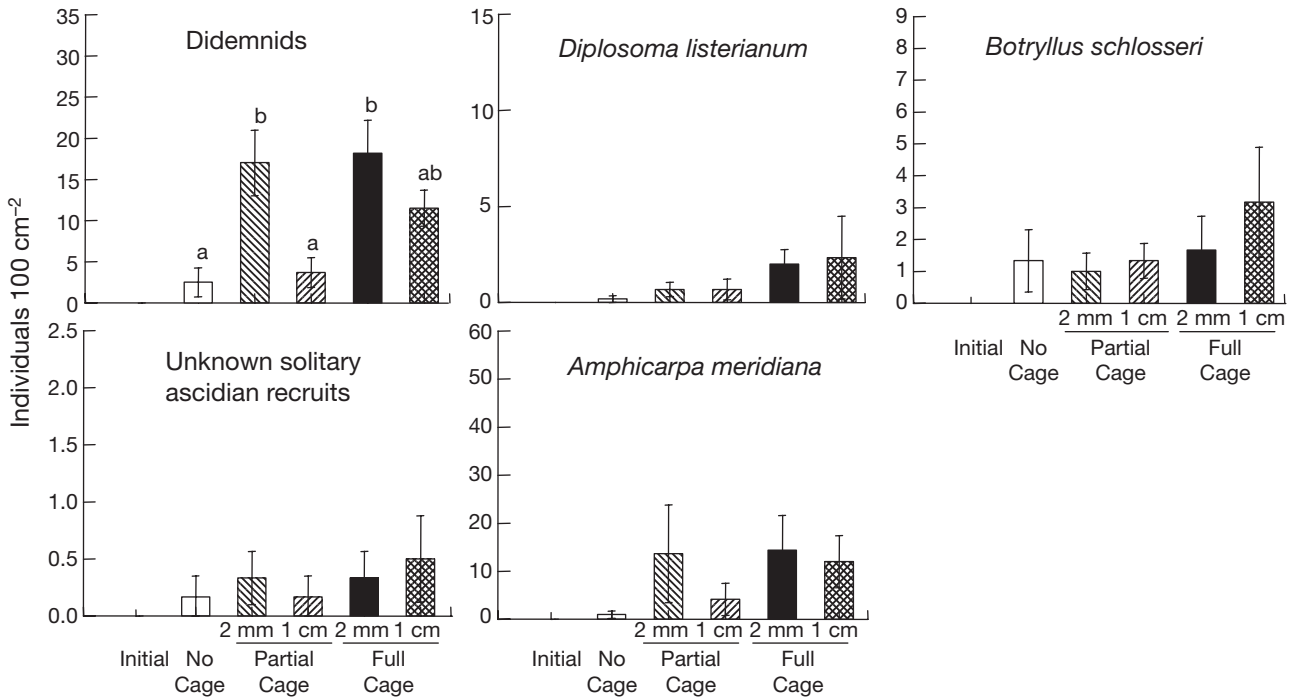 Individuals 100 cm⁻²
35
30
25
20
15
10
5
0
Didemnids
a
b
a
b
ab
15
10
5
0
Diplosoma listerianum
9
8
7
6
5
4
3
2
1
0
Botryllus schlosseri
2 mm 1 cm 2 mm 1 cm
Initial No Partial Full
Cage Cage Cage
2.5
2.0
1.5
1.0
0.5
0.0
Unknown solitary
ascidian recruits
2 mm 1 cm 2 mm 1 cm
Initial No Partial Full
Cage Cage Cage
60
50
40
30
20
10
0
Amphicarpa meridiana
2 mm 1 cm 2 mm 1 cm
Initial No Partial Full
Cage Cage Cage